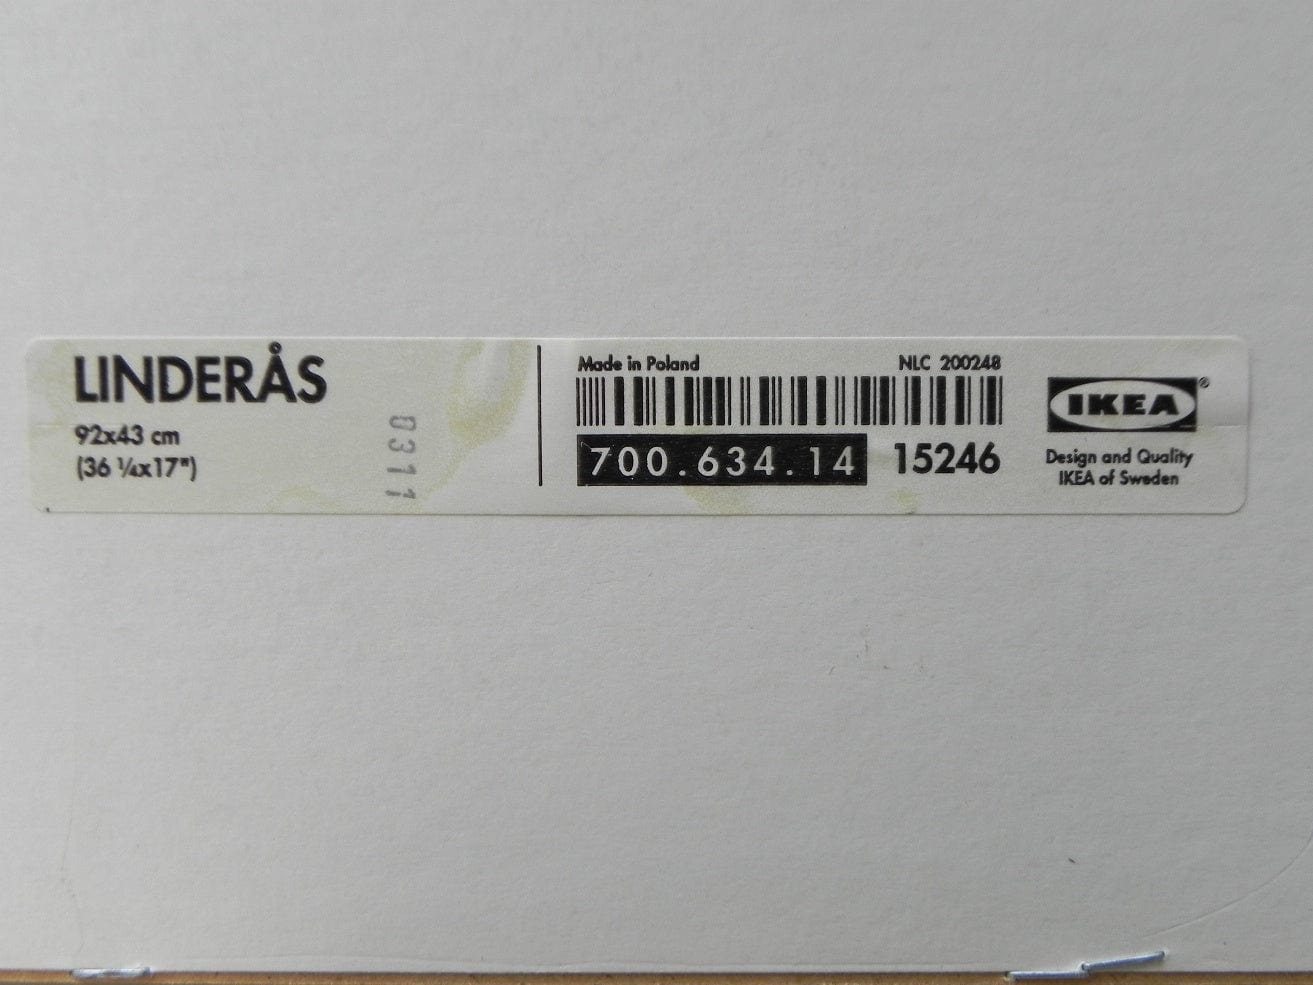 LINDERÅS
92x43 cm
(36 ¼x17")
0311
Made in Poland
NLC 200248
700.634.14
15246
IKEA®
Design and Quality
IKEA of Sweden